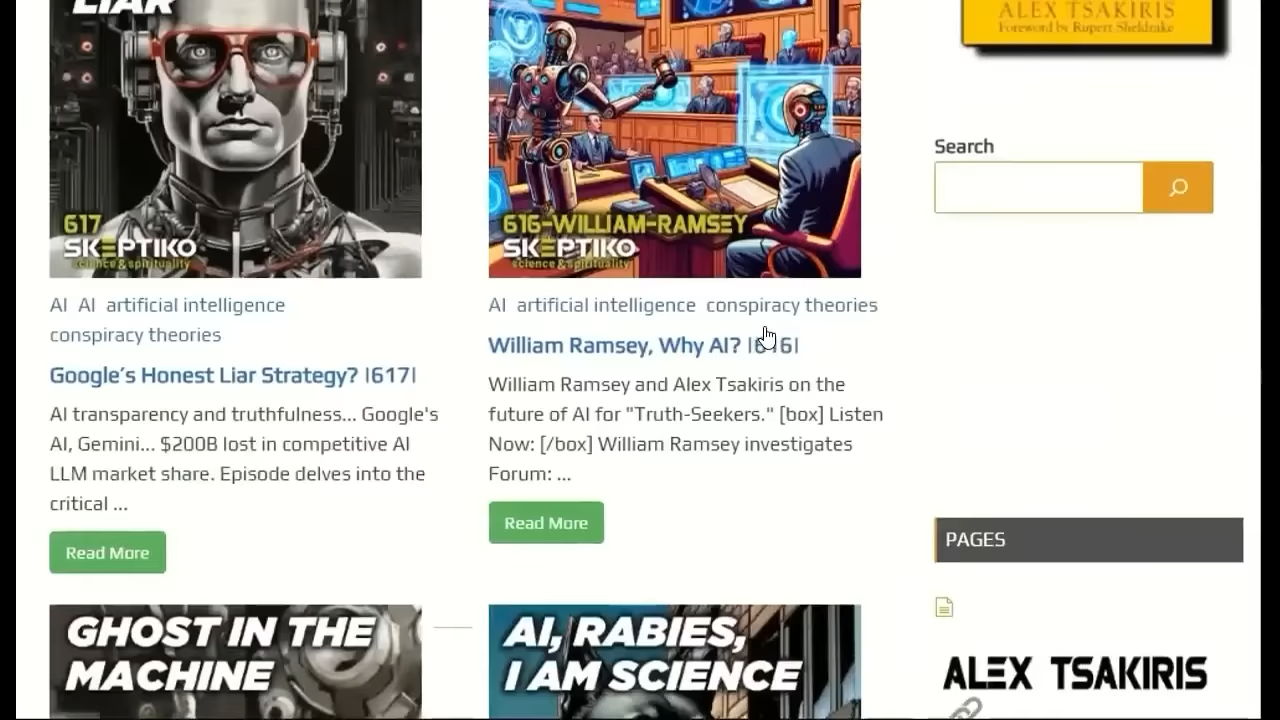 LIAR
617
SKEPTIKO
science&spirituality
AI AI artificial intelligence
conspiracy theories
Google's Honest Liar Strategy? |617|
AI transparency and truthfulness... Google's
AI, Gemini... $200B lost in competitive AI
LLM market share. Episode delves into the
critical ...
Read More
616-WILLIAM-RAMSEY
SKEPTIKO
science&spirituality
AI artificial intelligence conspiracy theories
William Ramsey, Why AI? |616|
William Ramsey and Alex Tsakiris on the
future of AI for "Truth-Seekers." [box] Listen
Now: [/box] William Ramsey investigates
Forum: ...
Read More
GHOST IN THE
MACHINE
AI, RABIES,
I AM SCIENCE
ALEX TSAKIRIS
Foreword by Rupert Sheldrake
Search
PAGES
ALEX TSAKIRIS